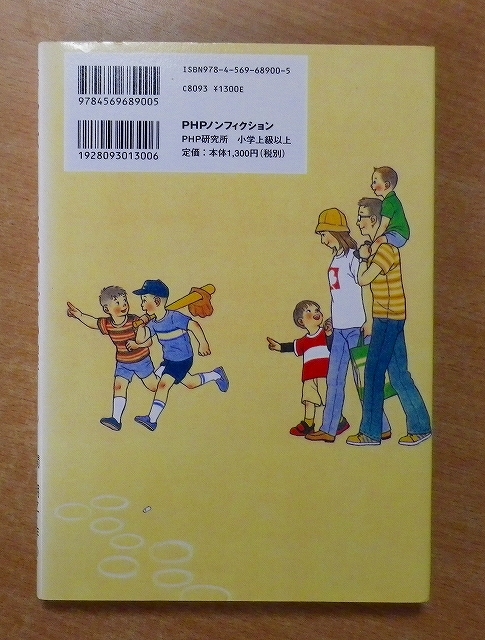 ISBN978-4-569-68900-5
C8093 ¥1300E
9784569689005
1928093013006
PHPノンフィクション
PHP研究所 小学上級以上
定価：本体1,300円(税別)